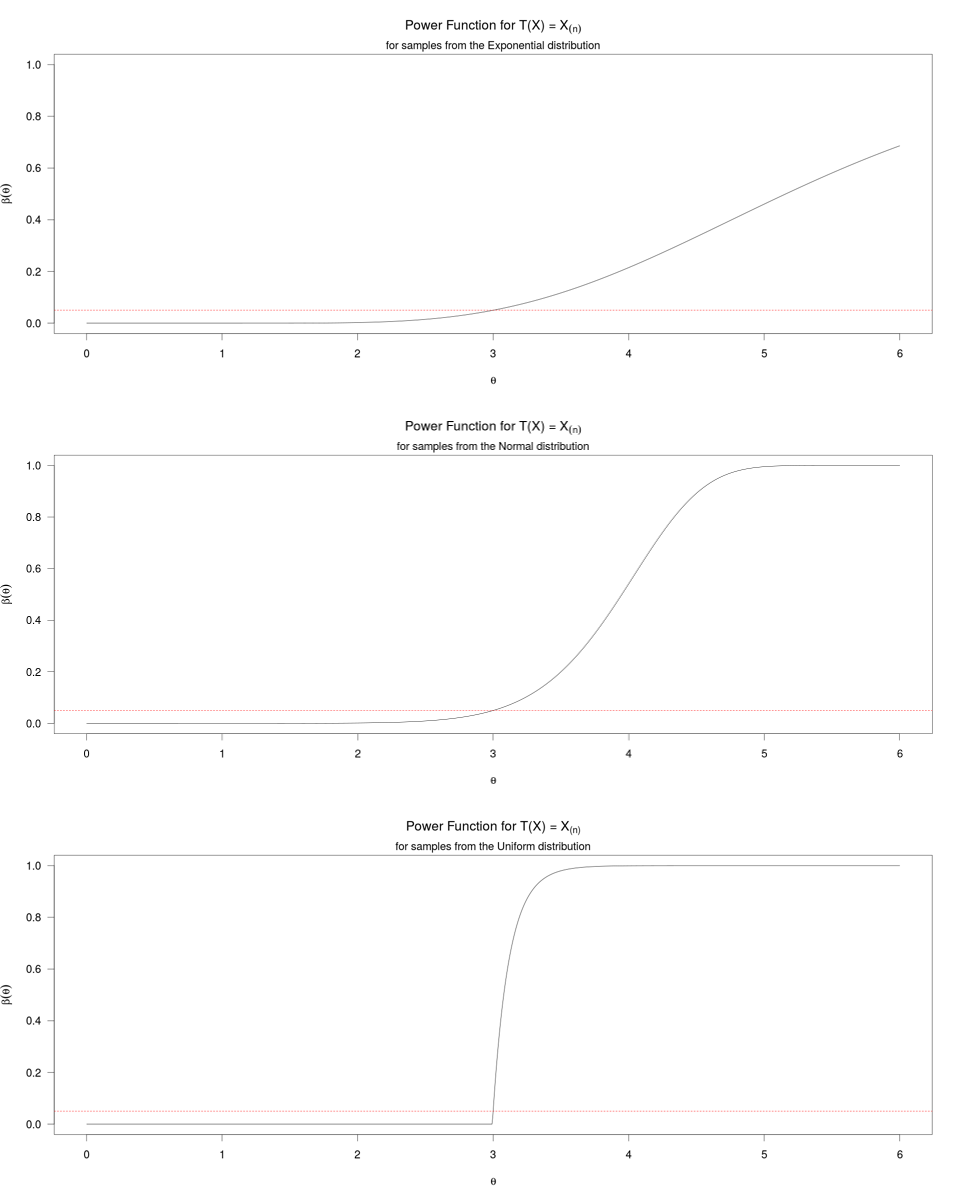 Power Function for T(X) = X(n)
for samples from the Exponential distribution
1.0
0.8
0.6
0.4
0.2
0.0
β(θ)
0 1 2 3 4 5 6
θ
Power Function for T(X) = X(n)
for samples from the Normal distribution
1.0
0.8
0.6
0.4
0.2
0.0
β(θ)
0 1 2 3 4 5 6
θ
Power Function for T(X) = X(n)
for samples from the Uniform distribution
1.0
0.8
0.6
0.4
0.2
0.0
β(θ)
0 1 2 3 4 5 6
θ